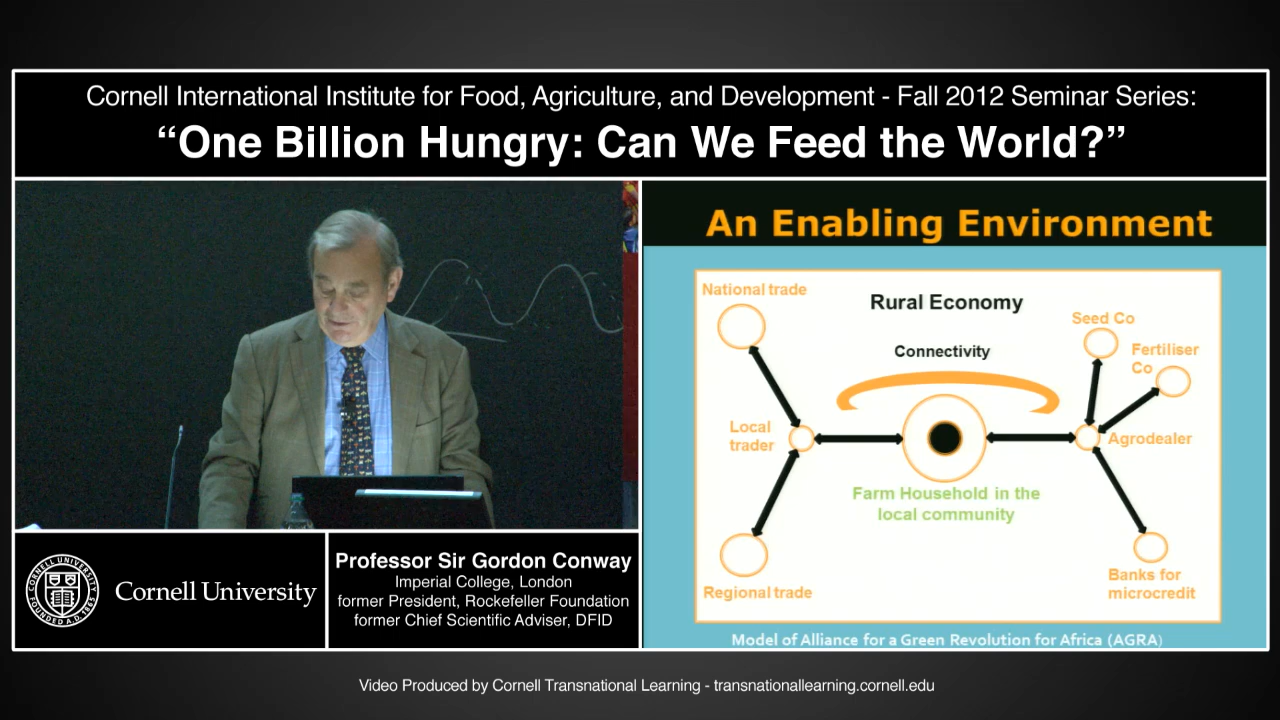 Cornell International Institute for Food, Agriculture, and Development - Fall 2012 Seminar Series:
“One Billion Hungry: Can We Feed the World?”
An Enabling Environment
National trade
Rural Economy
Seed Co
Connectivity
Fertiliser
Co
Local
trader
Agrodealer
Farm Household in the
local community
Banks for
microcredit
Regional trade
Model of Alliance for a Green Revolution for Africa (AGRA)
CORNELL UNIVERSITY
FOUNDED A.D. 1865
Cornell University
Professor Sir Gordon Conway
Imperial College, London
former President, Rockefeller Foundation
former Chief Scientific Adviser, DFID
Video Produced by Cornell Transnational Learning - transnationallearning.cornell.edu